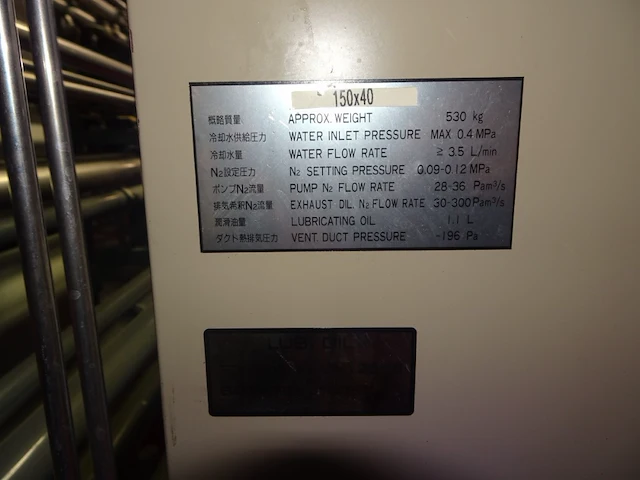 150x40
概略質量 APPROX. WEIGHT 530 kg
冷却水供給圧力 WATER INLET PRESSURE MAX 0.4 MPa
冷却水量 WATER FLOW RATE ≥ 3.5 L/min
N₂設定圧力 N₂ SETTING PRESSURE 0.09-0.12 MPa
ポンプN₂流量 PUMP N₂ FLOW RATE 28-36 Pam³/s
排気希釈N₂流量 EXHAUST DIL. N₂ FLOW RATE 30-300 Pam³/s
潤滑油量 LUBRICATING OIL 1.1 L
ダクト熱排気圧力 VENT. DUCT. PRESSURE -196 Pa
LUB OIL